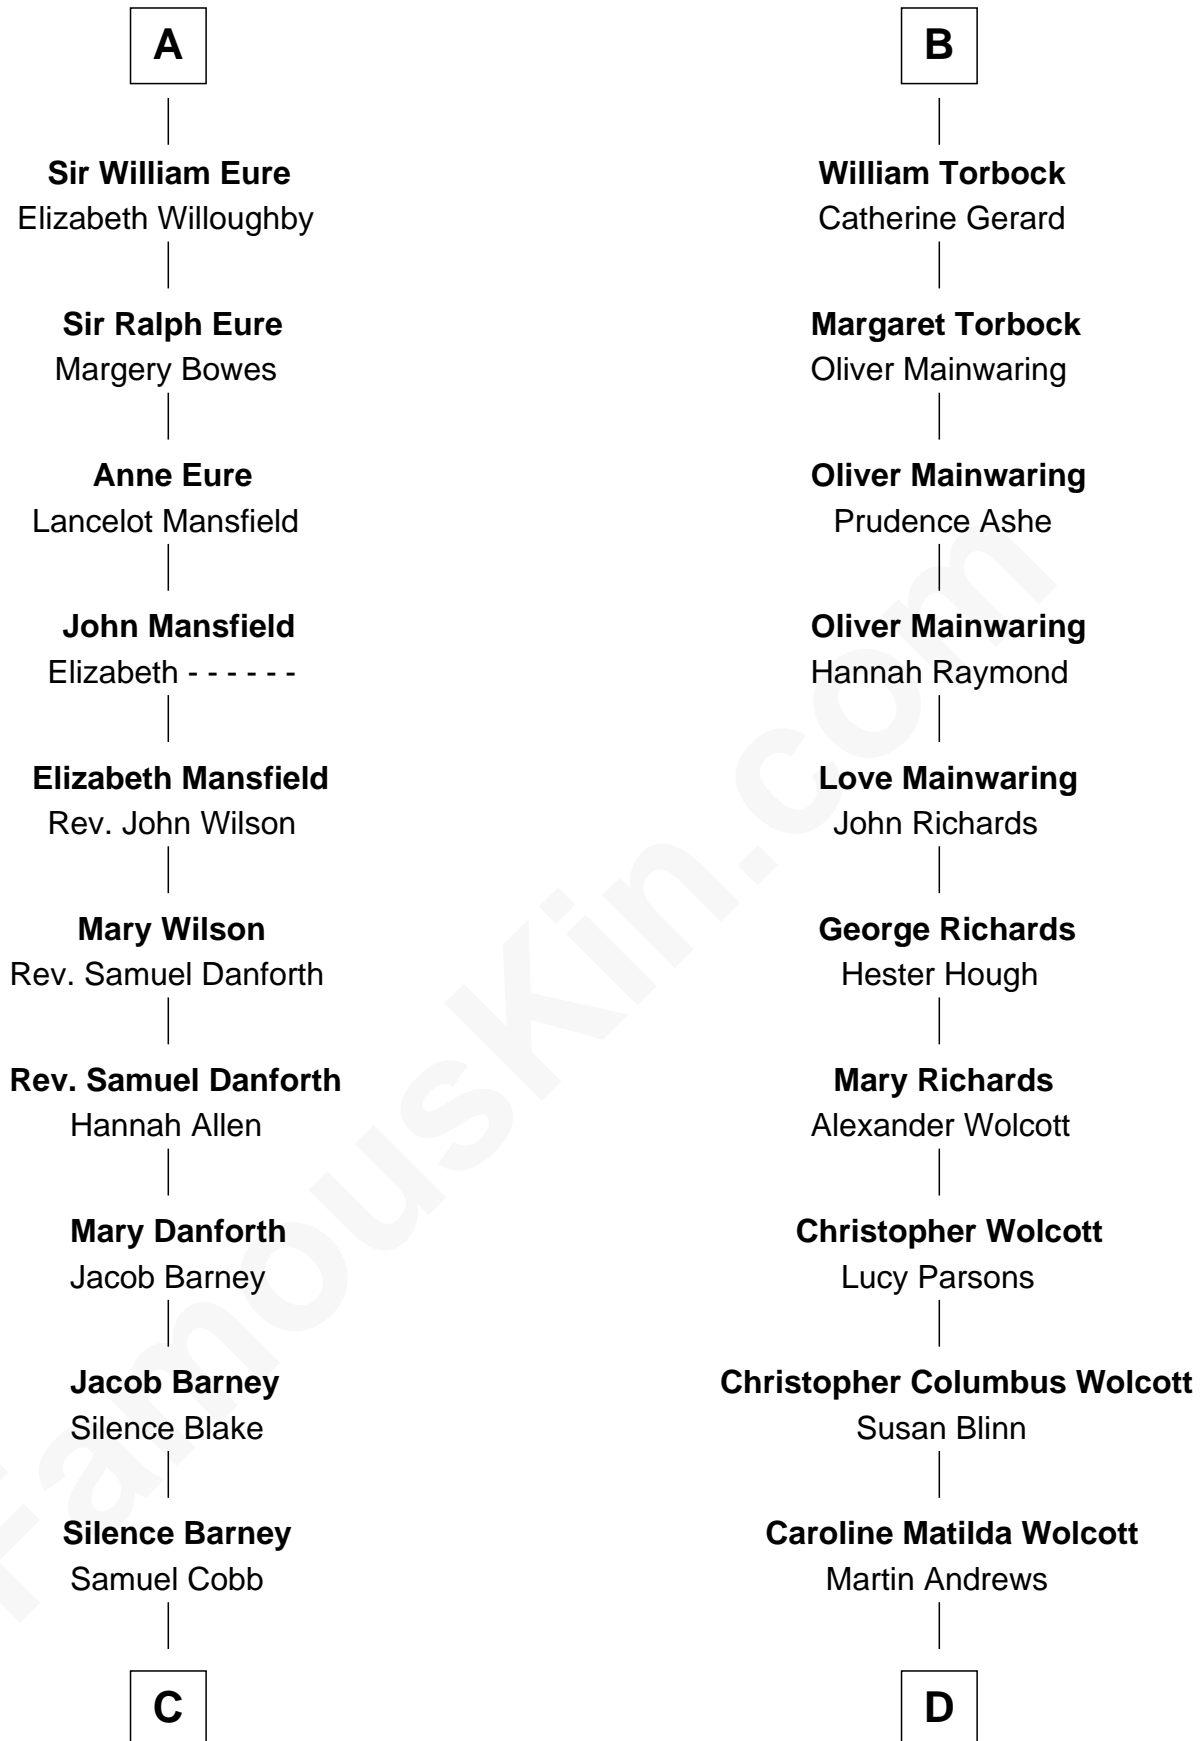 A
Sir William Eure
Elizabeth Willoughby
Sir Ralph Eure
Margery Bowes
Anne Eure
Lancelot Mansfield
John Mansfield
Elizabeth - - - - - -
Elizabeth Mansfield
Rev. John Wilson
Mary Wilson
Rev. Samuel Danforth
Rev. Samuel Danforth
Hannah Allen
Mary Danforth
Jacob Barney
Jacob Barney
Silence Blake
Silence Barney
Samuel Cobb
C
B
William Torbock
Catherine Gerard
Margaret Torbock
Oliver Mainwaring
Oliver Mainwaring
Prudence Ashe
Oliver Mainwaring
Hannah Raymond
Love Mainwaring
John Richards
George Richards
Hester Hough
Mary Richards
Alexander Wolcott
Christopher Wolcott
Lucy Parsons
Christopher Columbus Wolcott
Susan Blinn
Caroline Matilda Wolcott
Martin Andrews
D
FamousKin.com